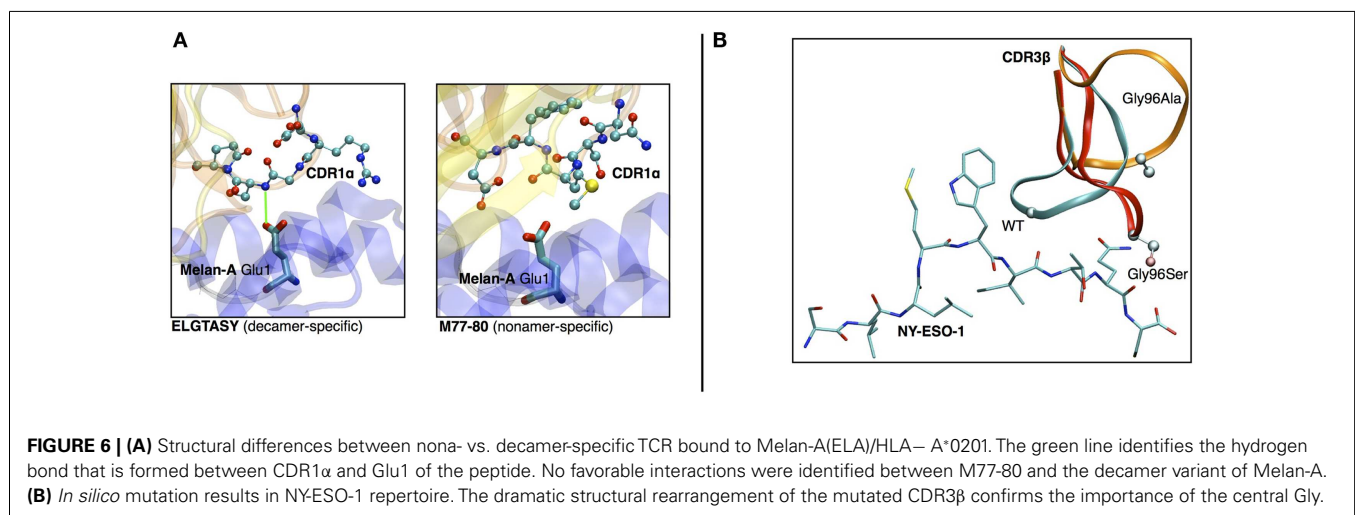 A
B
CDR1α
Melan-A Glu1
ELGTASY (decamer-specific)
CDR1α
Melan-A Glu1
M77-80 (nonamer-specific)
CDR3β
Gly96Ala
WT
Gly96Ser
NY-ESO-1
FIGURE 6 | (A) Structural differences between nona- vs. decamer-specific TCR bound to Melan-A(ELA)/HLA– A*0201. The green line identifies the hydrogen
bond that is formed between CDR1α and Glu1 of the peptide. No favorable interactions were identified between M77-80 and the decamer variant of Melan-A.
(B) In silico mutation results in NY-ESO-1 repertoire. The dramatic structural rearrangement of the mutated CDR3β confirms the importance of the central Gly.